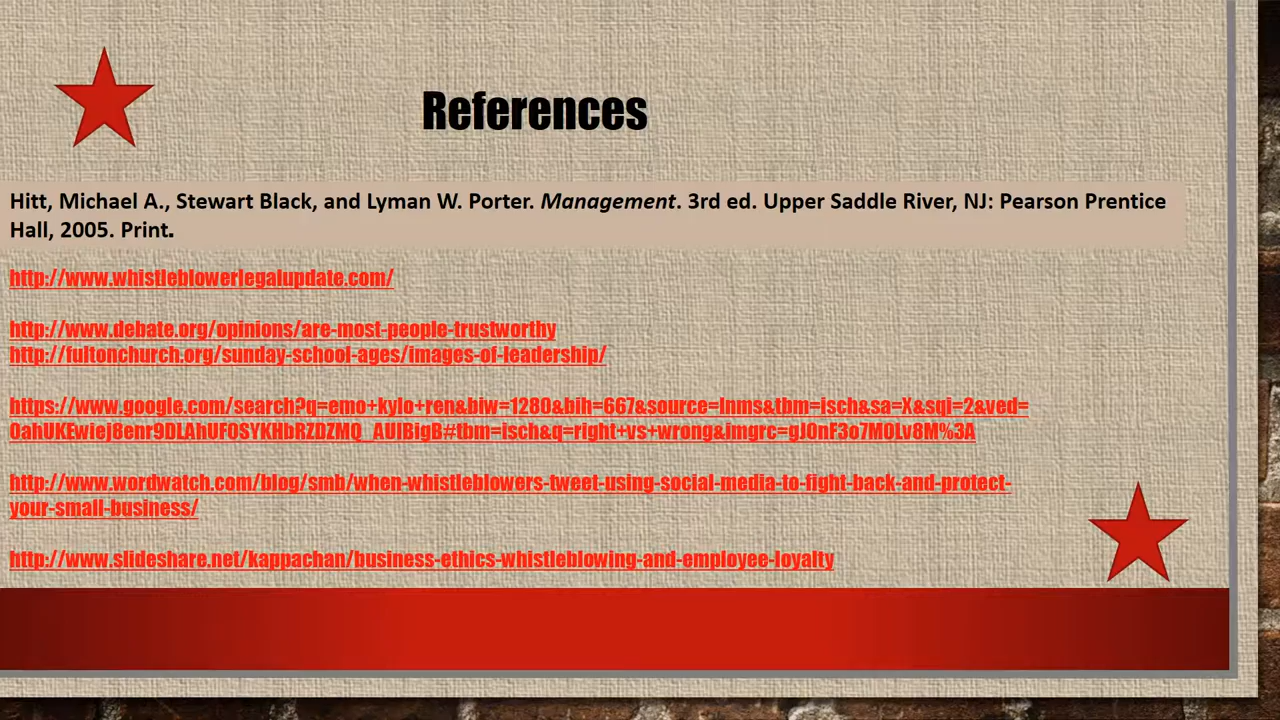 References
Hitt, Michael A., Stewart Black, and Lyman W. Porter. Management. 3rd ed. Upper Saddle River, NJ: Pearson Prentice
Hall, 2005. Print.
http://www.whistleblowerlegalupdate.com/
http://www.debate.org/opinions/are-most-people-trustworthy
http://fultonchurch.org/sunday-school-ages/images-of-leadership/
https://www.google.com/search?q=emo+kylo+ren&biw=1280&bih=667&source=lnms&tbm=isch&sa=X&sqi=2&ved=
0ahUKEwiej8enr9DLAhUFOSYKHbRZDZMQ_AUIBigB#tbm=isch&q=right+vs+wrong&imgrc=gJOnF3o7M0Lv8M%3A
http://www.wordwatch.com/blog/smb/when-whistleblowers-tweet-using-social-media-to-fight-back-and-protect-
your-small-business/
http://www.slideshare.net/kappachan/business-ethics-whistleblowing-and-employee-loyalty